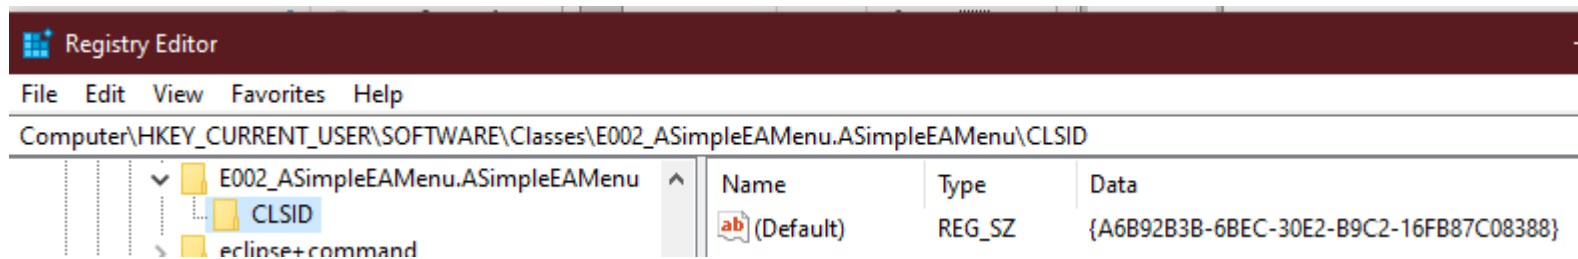 Registry Editor
File Edit View Favorites Help
Computer\HKEY_CURRENT_USER\SOFTWARE\Classes\E002_ASimpleEAMenu.ASimpleEAMenu\CLSID
E002_ASimpleEAMenu.ASimpleEAMenu
CLSID
eclipse+command
Name Type Data
ab (Default) REG_SZ {A6B92B3B-6BEC-30E2-B9C2-16FB87C08388}